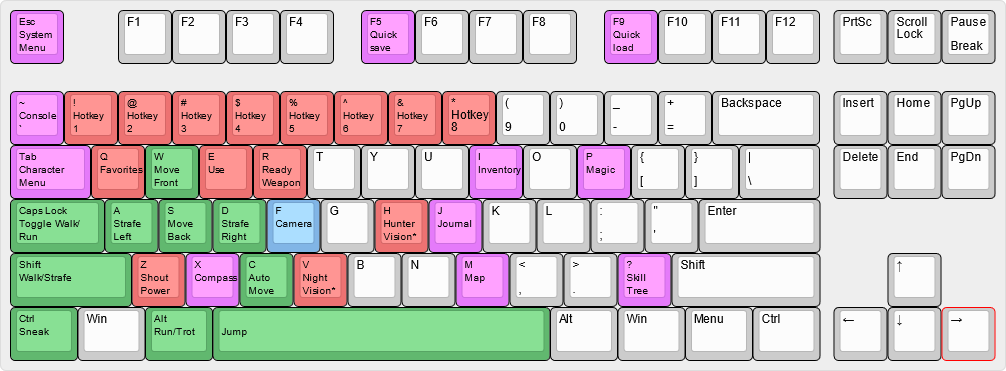 Esc F1 F2 F3 F4 F5 F6 F7 F8 F9 F10 F11 F12 PrtSc Scroll Pause
System Quick Quick Lock
Menu save load Break
~ ! @ # $ % ^ & * ( ) _ + Backspace Insert Home PgUp
Console Hotkey Hotkey Hotkey Hotkey Hotkey Hotkey Hotkey Hotkey
` 1 2 3 4 5 6 7 8 9 0 - =
Tab Q W E R T Y U I O P { } | Delete End PgDn
Character Favorites Move Use Ready Inventory Magic
Menu Front Weapon [ ] \
Caps Lock A S D F G H J K L : " Enter
Toggle Walk/ Strafe Move Strafe Camera Hunter Journal
Run Left Back Right Vision* ; '
Shift Z X C V B N M < > ? Shift ↑
Walk/Strafe Shout Compass Auto Night Map Skill
Power Move Vision* , . Tree
Ctrl Win Alt Alt Win Menu Ctrl ← ↓ →
Sneak Run/Trot Jump